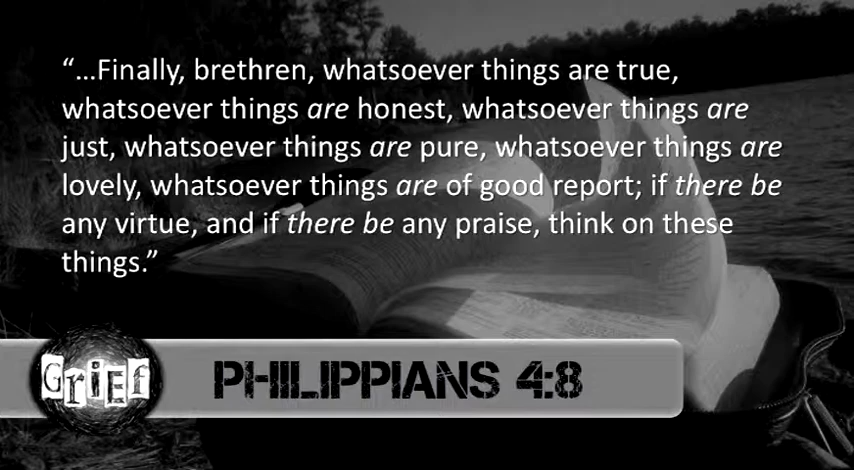 “...Finally, brethren, whatsoever things are true,
whatsoever things are honest, whatsoever things are
just, whatsoever things are pure, whatsoever things are
lovely, whatsoever things are of good report; if there be
any virtue, and if there be any praise, think on these
things.”
GRiEf
PHILIPPIANS 4:8